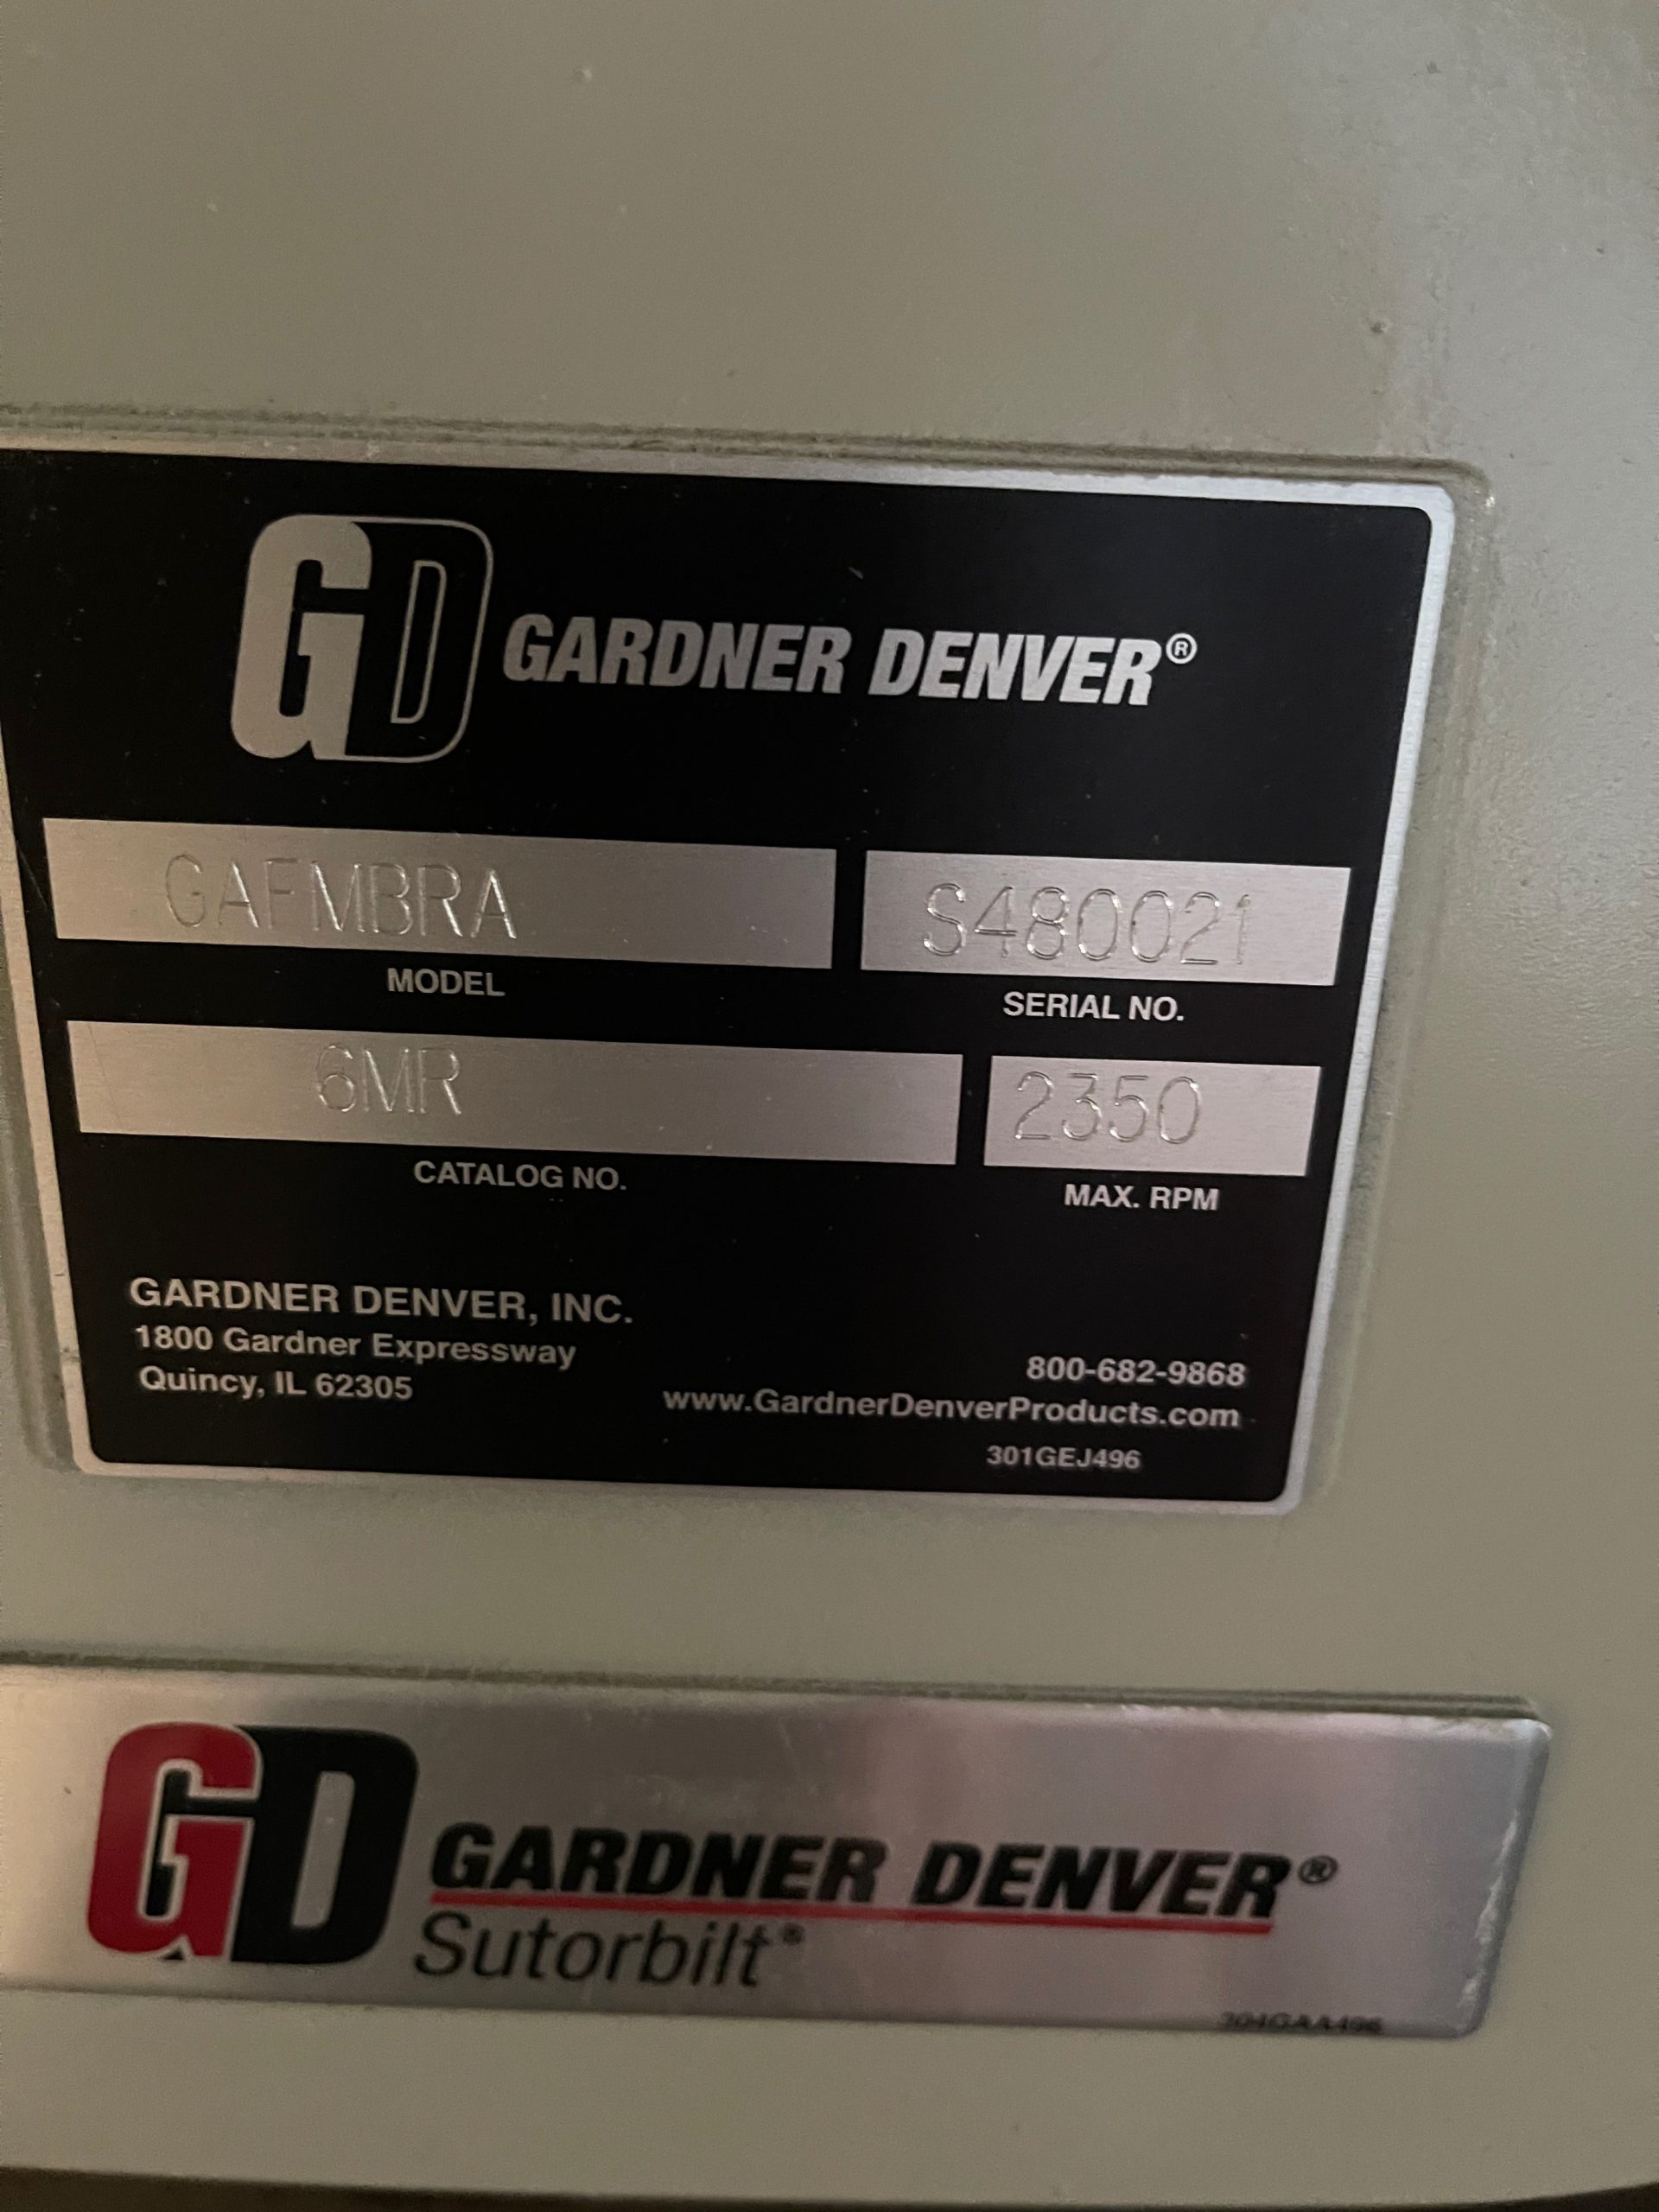 GD GARDNER DENVER®
GAFMBRA
MODEL
S480021
SERIAL NO.
6MR
CATALOG NO.
2350
MAX. RPM
GARDNER DENVER, INC.
1800 Gardner Expressway
Quincy, IL 62305
800-682-9868
www.GardnerDenverProducts.com
301GEJ496
GD GARDNER DENVER®
Sutorbilt®
304GAA496